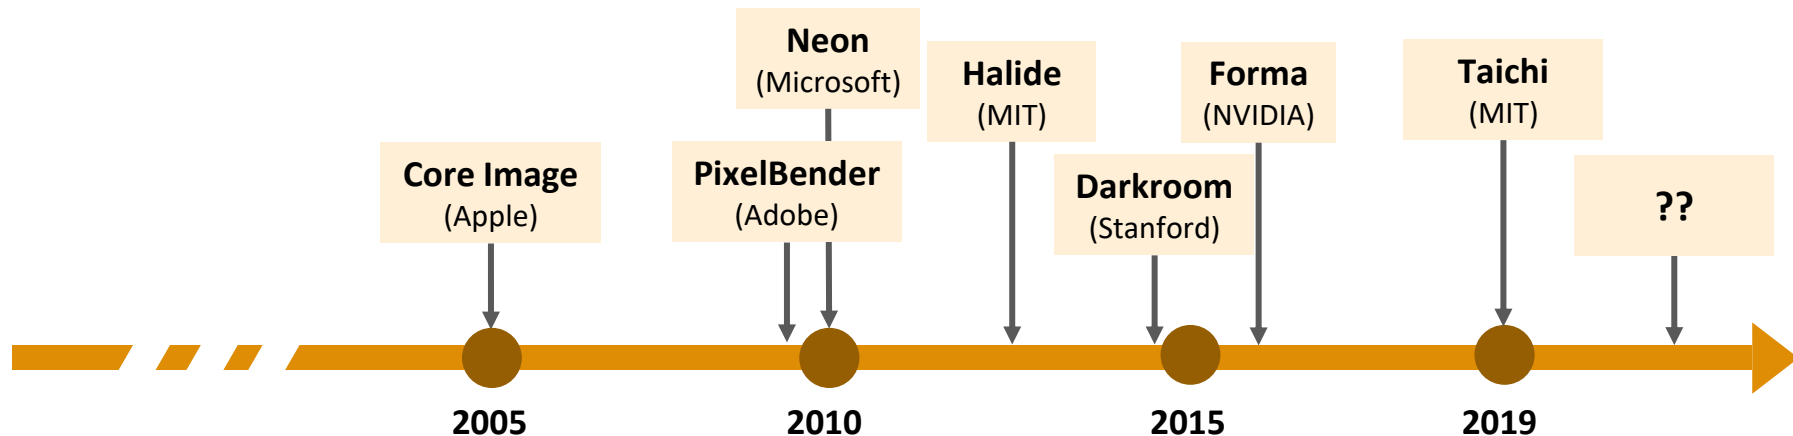 Neon
(Microsoft)
Halide
(MIT)
Forma
(NVIDIA)
Taichi
(MIT)
Core Image
(Apple)
PixelBender
(Adobe)
Darkroom
(Stanford)
??
2005
2010
2015
2019